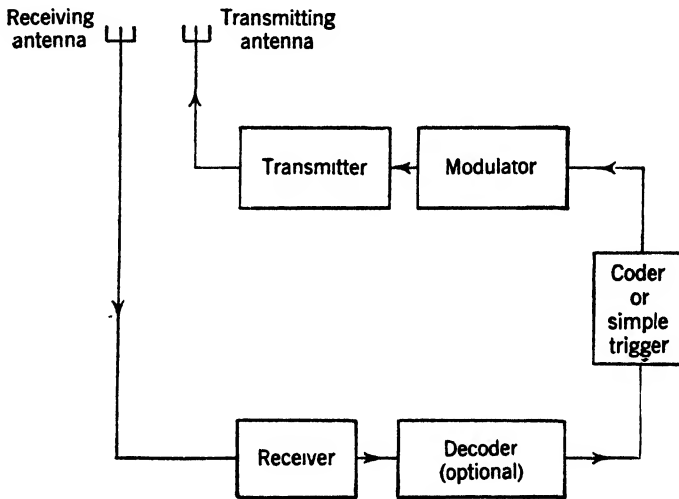 Receiving
antenna
Transmitting
antenna
Transmitter
Modulator
Coder
or
simple
trigger
Receiver
Decoder
(optional)